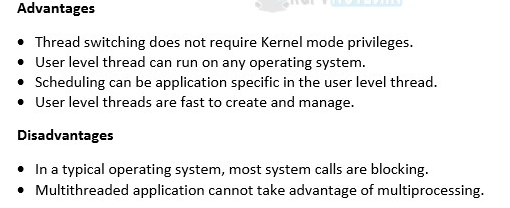 Advantages
• Thread switching does not require Kernel mode privileges.
• User level thread can run on any operating system.
• Scheduling can be application specific in the user level thread.
• User level threads are fast to create and manage.
Disadvantages
• In a typical operating system, most system calls are blocking.
• Multithreaded application cannot take advantage of multiprocessing.